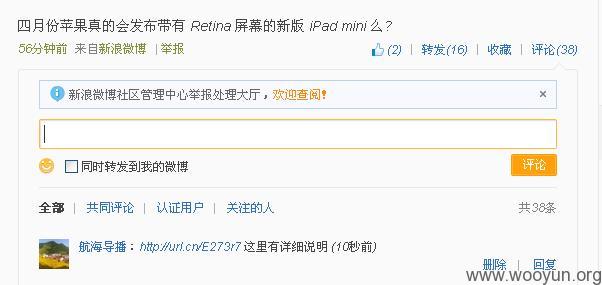 四月份苹果真的会发布带有 Retina 屏幕的新版 iPad mini 么?
56分钟前 来自新浪微博 | 举报 (2) | 转发(16) | 收藏 | 评论(38)
新浪微博社区管理中心举报处理大厅，欢迎查阅! ×
同时转发到我的微博 评论
全部 | 共同评论 | 认证用户 | 关注的人 共38条
航海导播：http://url.cn/E273r7 这里有详细说明 (10秒前)
删除 | 回复
www.wooyun.org